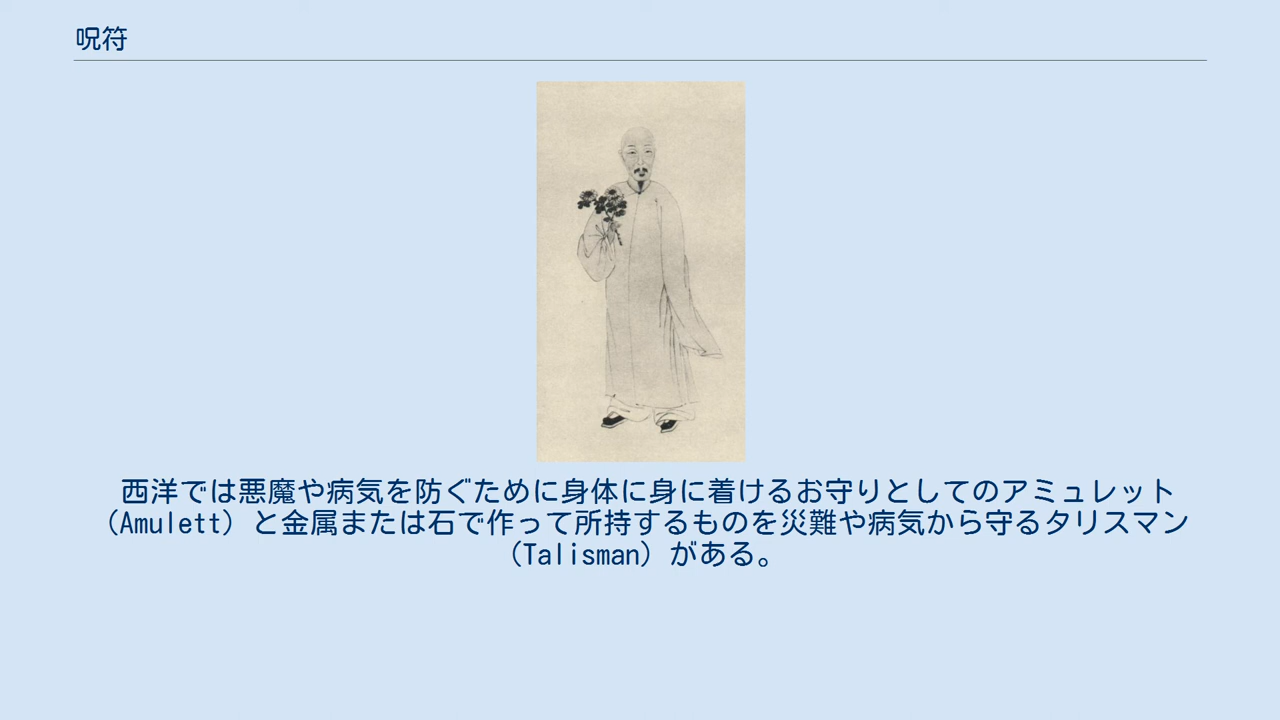 呪符
西洋では悪魔や病気を防ぐために身体に身に着けるお守りとしてのアミュレット
（Amulett）と金属または石で作って所持するものを災難や病気から守るタリスマン
（Talisman）がある。